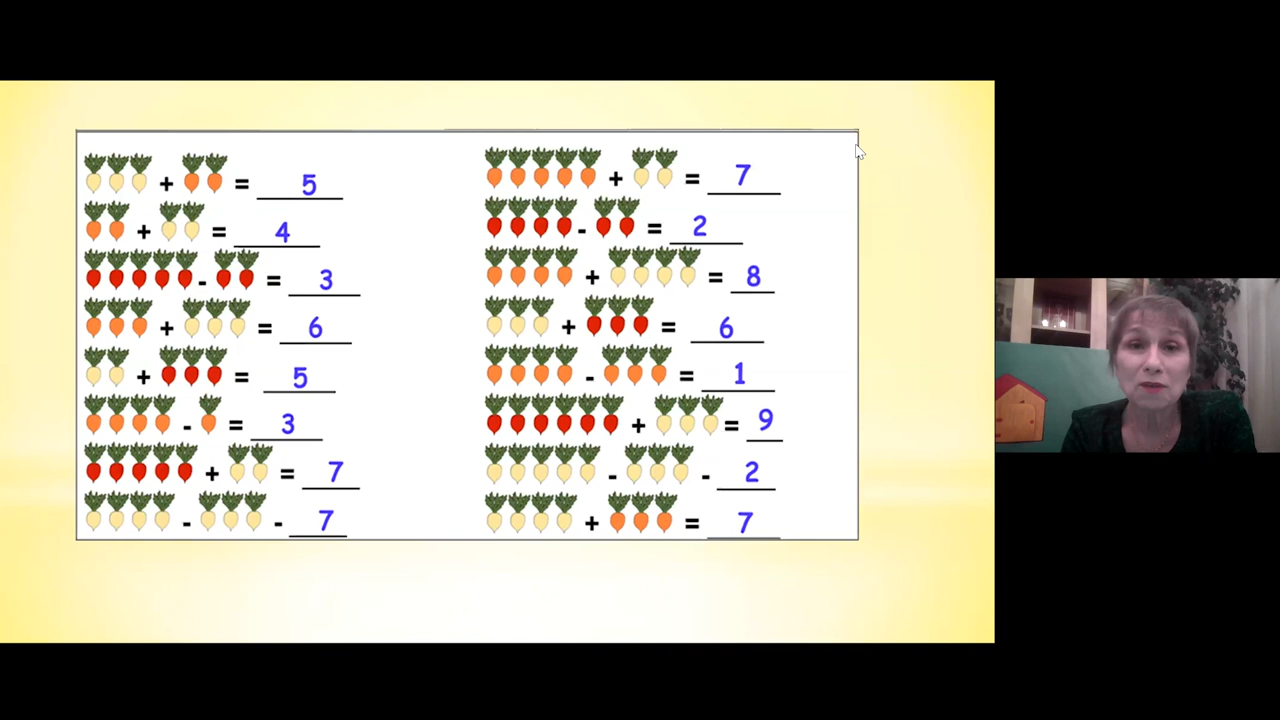 + = 5
+ = 4
- = 3
+ = 6
+ = 5
- = 3
+ = 7
- - 7
+ = 7
- = 2
+ = 8
+ = 6
- = 1
+ = 9
- - 2
+ = 7